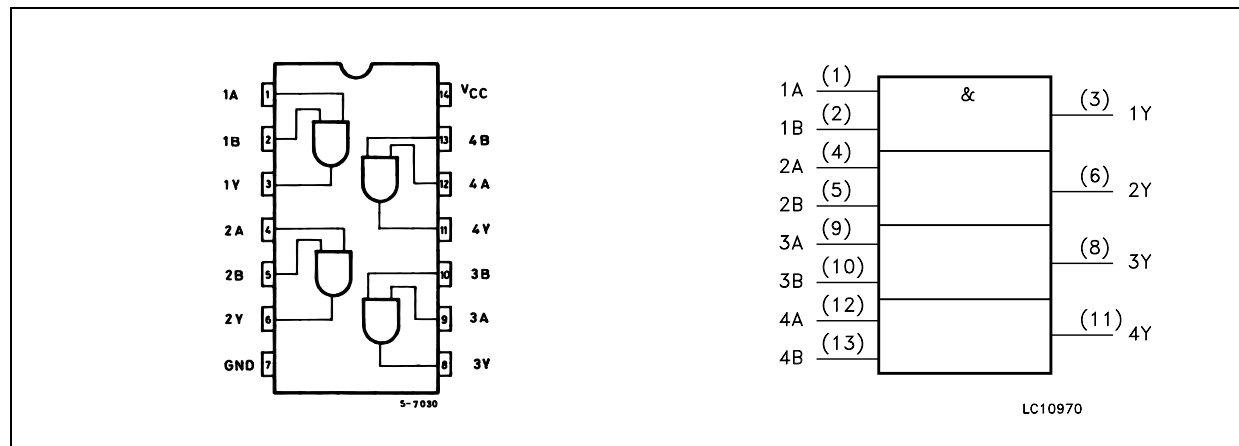 1A 1 14 VCC
1B 2 13 4B
1Y 3 12 4A
2A 4 11 4Y
2B 5 10 3B
2Y 6 9 3A
GND 7 8 3Y
S-7030
&
1A (1)
1B (2)
2A (4)
2B (5)
3A (9)
3B (10)
4A (12)
4B (13)
(3) 1Y
(6) 2Y
(8) 3Y
(11) 4Y
LC10970